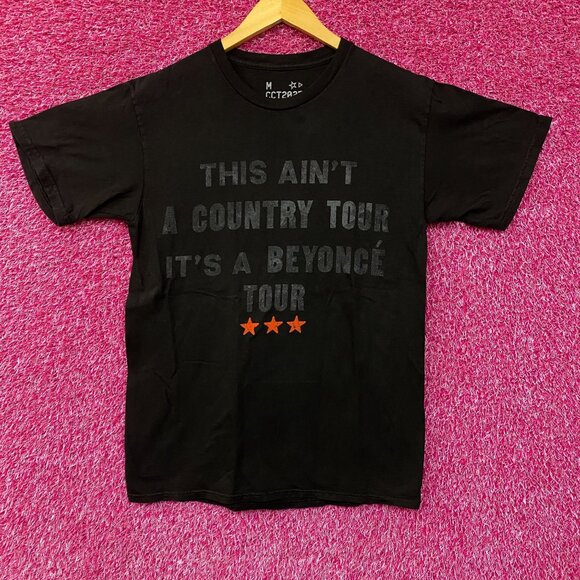 M
THIS AIN'T
A COUNTRY TOUR
IT'S A BEYONCÉ
TOUR